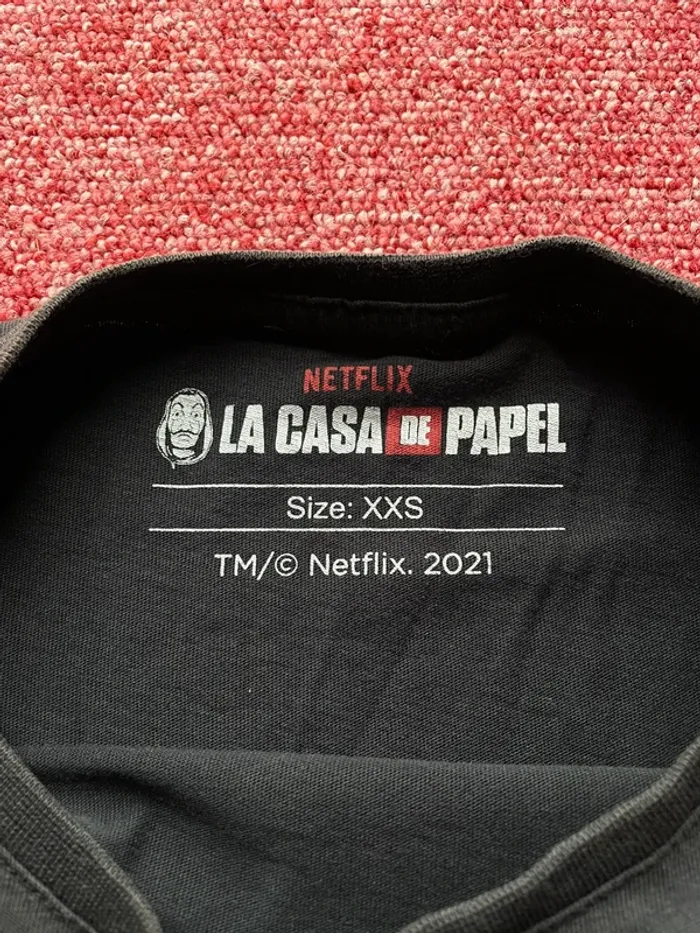 NETFLIX
LA CASA DE PAPEL
Size: XXS
TM/© Netflix. 2021